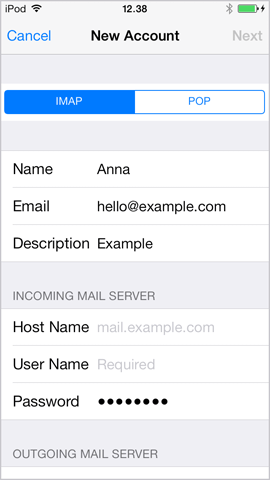 iPod 12.38
Cancel New Account Next
IMAP POP
Name Anna
Email hello@example.com
Description Example
INCOMING MAIL SERVER
Host Name mail.example.com
User Name Required
Password ●●●●●●●●
OUTGOING MAIL SERVER